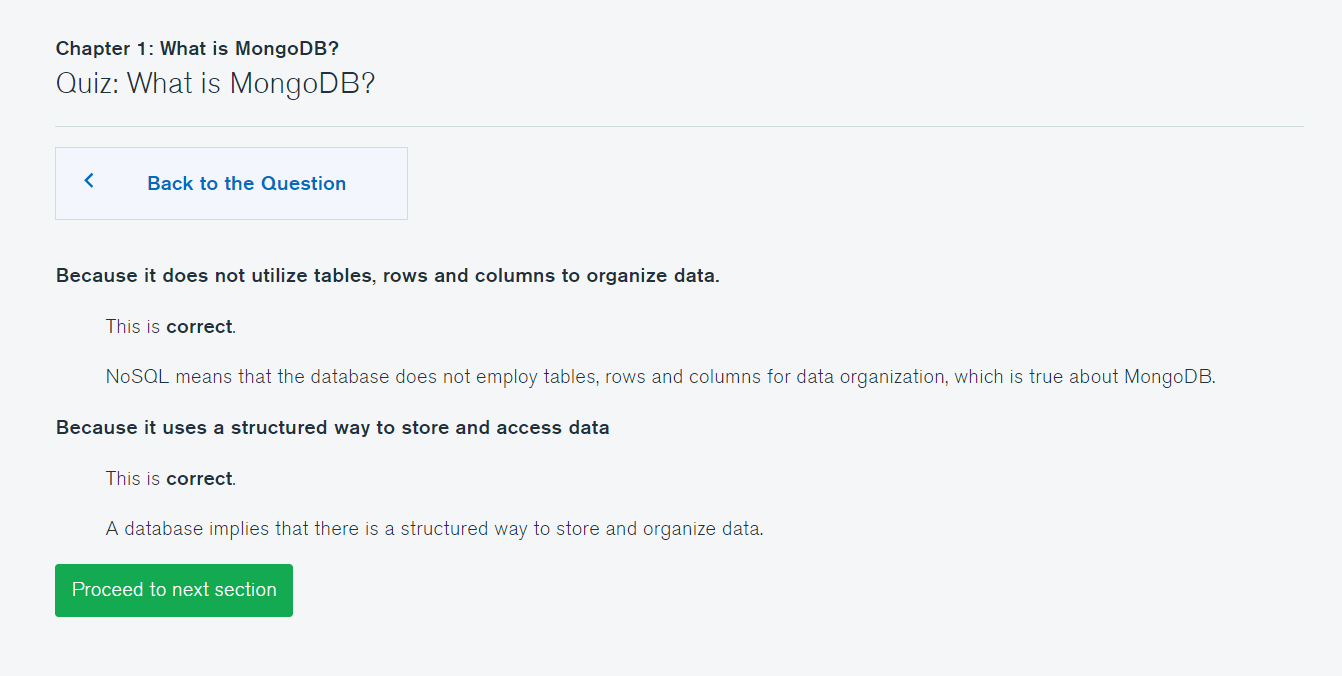 Chapter 1: What is MongoDB?
Quiz: What is MongoDB?
Back to the Question
Because it does not utilize tables, rows and columns to organize data.
This is correct.
NoSQL means that the database does not employ tables, rows and columns for data organization, which is true about MongoDB.
Because it uses a structured way to store and access data
This is correct.
A database implies that there is a structured way to store and organize data.
Proceed to next section